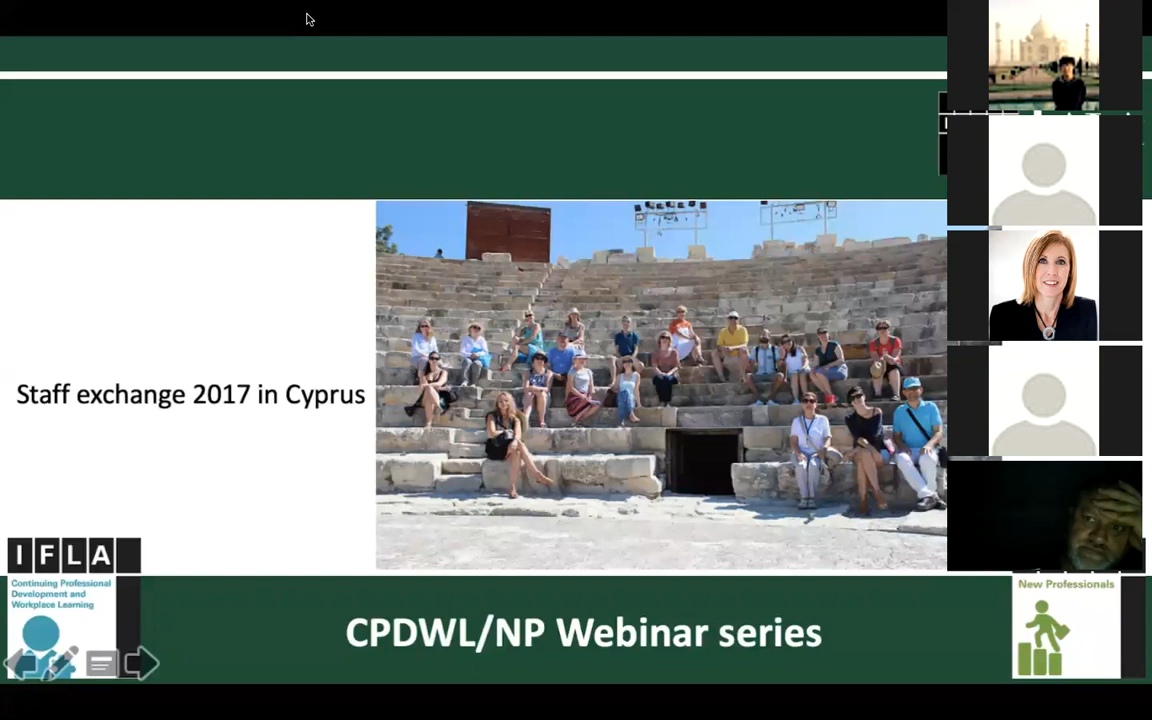 Staff exchange 2017 in Cyprus
IFLA
Continuing Professional
Development and
Workplace Learning
CPDWL/NP Webinar series
New Professionals